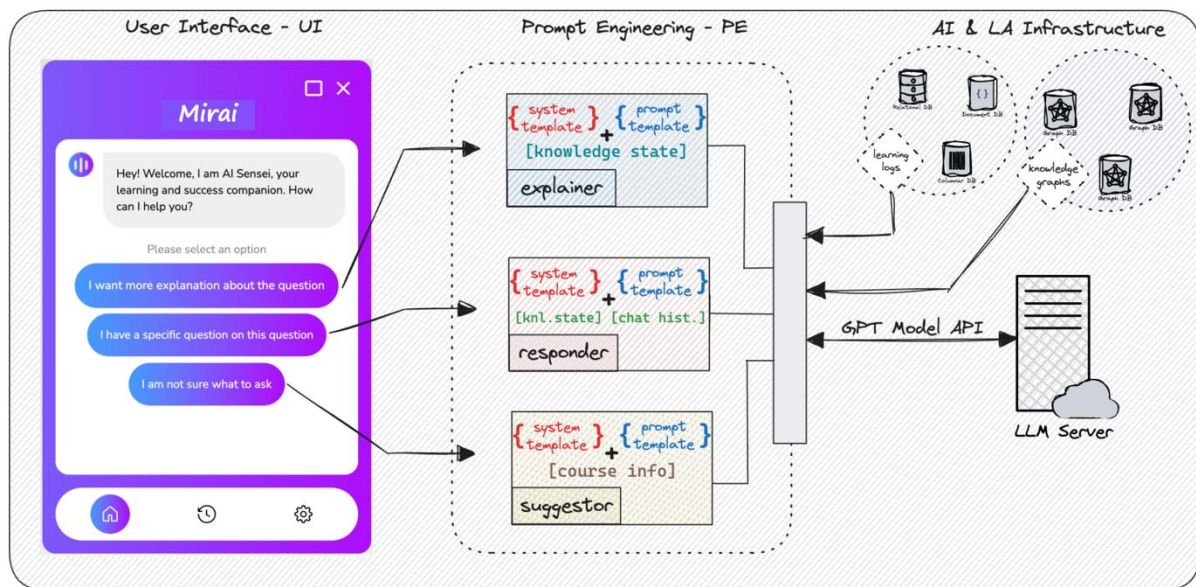 User Interface - UI
Prompt Engineering - PE
AI & LA Infrastructure
Mirai
Hey! Welcome, I am AI Sensei, your
learning and success companion. How
can I help you?
Please select an option
I want more explanation about the question
I have a specific question on this question
I am not sure what to ask
{system
template}
+
{prompt
template}
[knowledge state]
explainer
{system
template}
+
{prompt
template}
[knl.state] [chat hist.]
responder
{system
template}
+
{prompt
template}
[course info]
suggestor
Relational DB
{ }
Document DB
Columnar DB
learning
logs
Graph DB
Graph DB
Graph DB
knowledge
graphs
GPT Model API
LLM Server